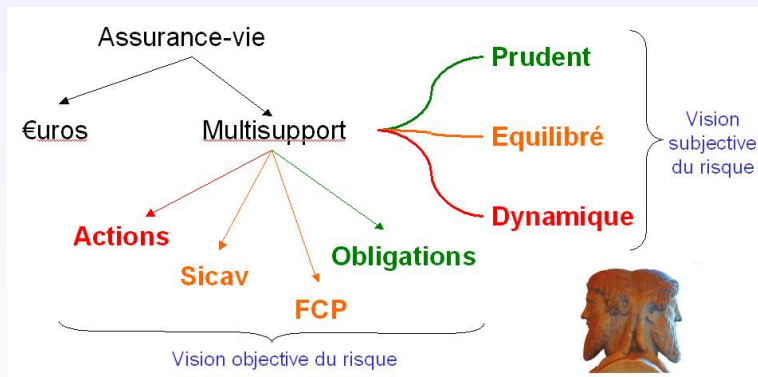 Assurance-vie
€uros
Multisupport
Prudent
Equilibré
Dynamique
Vision
subjective
du risque
Actions
Sicav
FCP
Obligations
Vision objective du risque